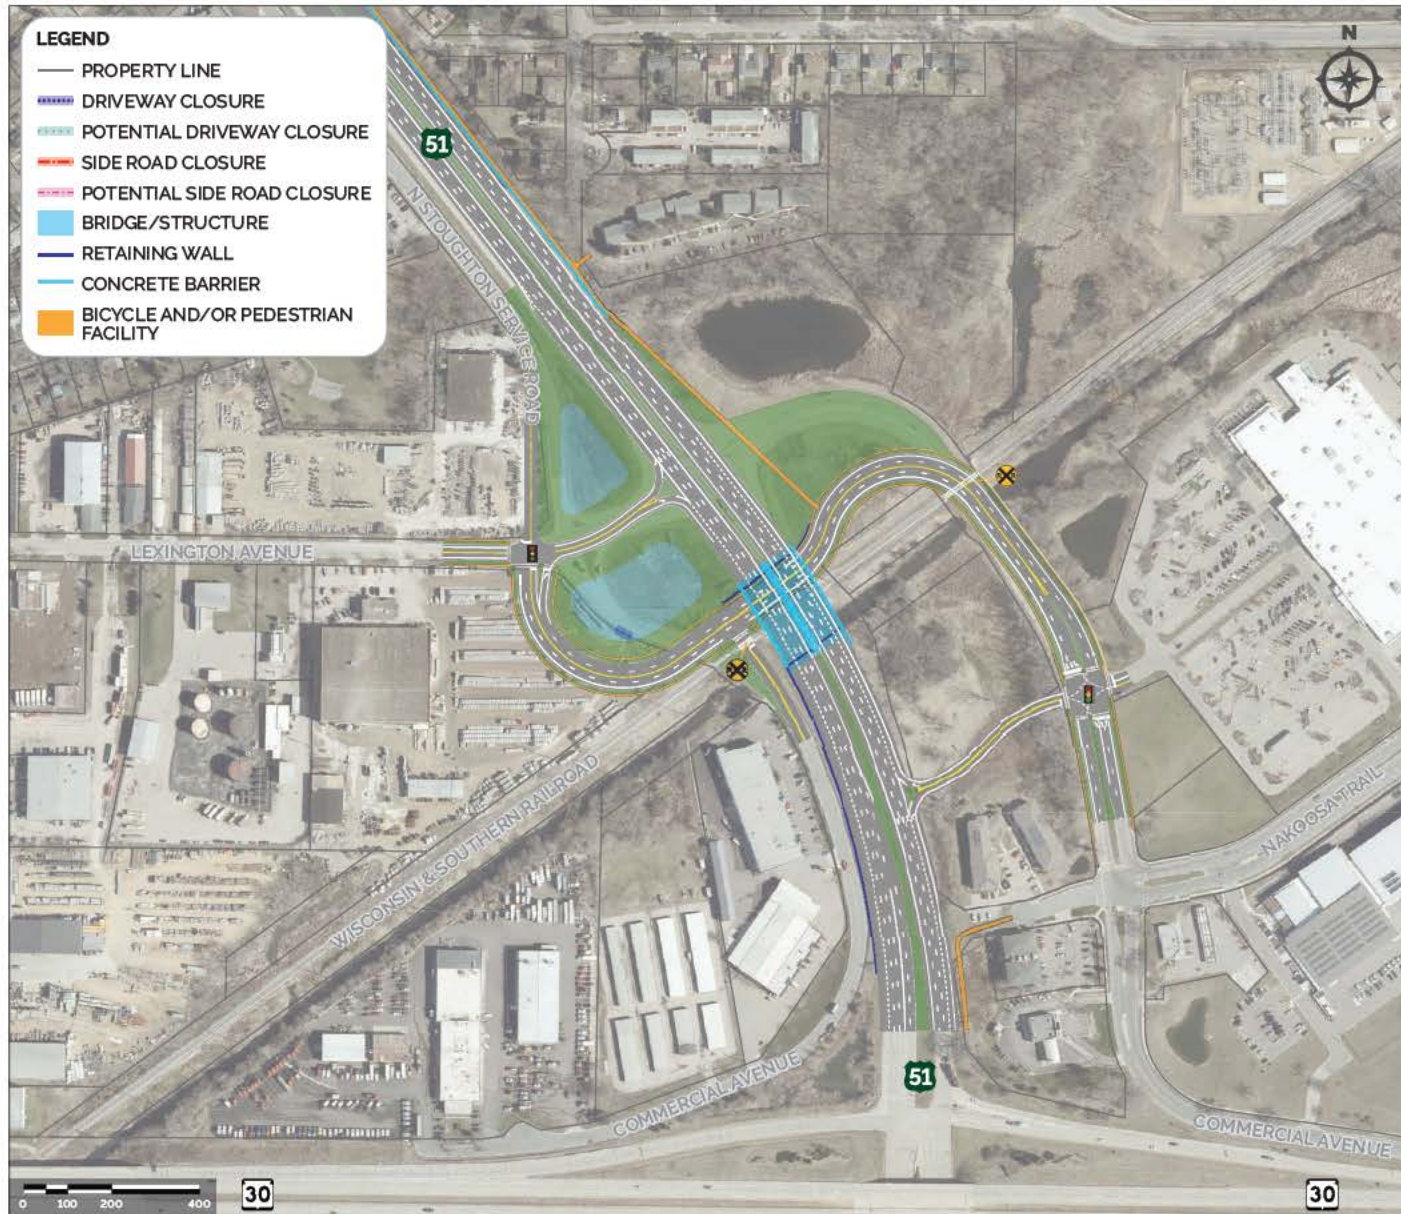 LEGEND
PROPERTY LINE
DRIVEWAY CLOSURE
POTENTIAL DRIVEWAY CLOSURE
SIDE ROAD CLOSURE
POTENTIAL SIDE ROAD CLOSURE
BRIDGE/STRUCTURE
RETAINING WALL
CONCRETE BARRIER
BICYCLE AND/OR PEDESTRIAN
FACILITY
N
51
N STOUGHTON SERVICE ROAD
LEXINGTON AVENUE
WISCONSIN & SOUTHERN RAILROAD
NAKOOSA TRAIL
COMMERCIAL AVENUE
51
COMMERCIAL AVENUE
0 100 200 400
30
30